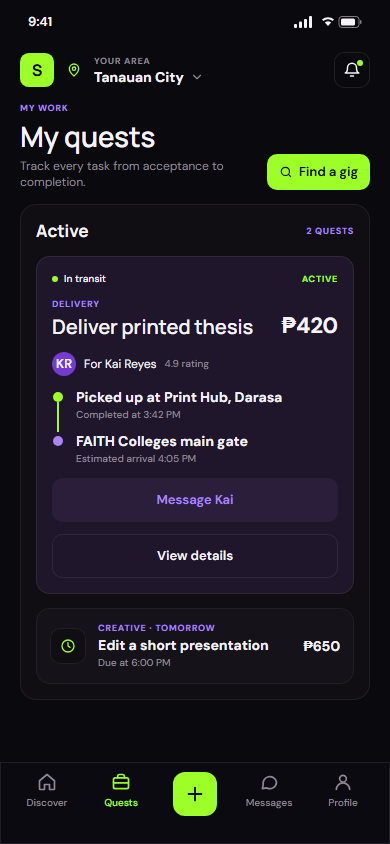 9:41
S
YOUR AREA
Tanauan City
MY WORK
My quests
Track every task from acceptance to
completion.
Find a gig
Active
2 QUESTS
In transit
ACTIVE
DELIVERY
Deliver printed thesis
₱420
KR
For Kai Reyes
4.9 rating
Picked up at Print Hub, Darasa
Completed at 3:42 PM
FAITH Colleges main gate
Estimated arrival 4:05 PM
Message Kai
View details
CREATIVE · TOMORROW
Edit a short presentation
₱650
Due at 6:00 PM
Discover
Quests
Messages
Profile